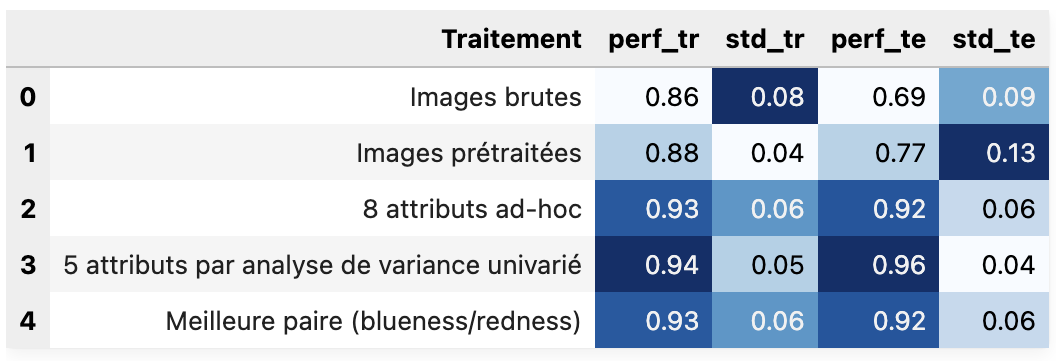 Traitement perf_tr std_tr perf_te std_te
0 Images brutes 0.86 0.08 0.69 0.09
1 Images prétraitées 0.88 0.04 0.77 0.13
2 8 attributs ad-hoc 0.93 0.06 0.92 0.06
3 5 attributs par analyse de variance univarié 0.94 0.05 0.96 0.04
4 Meilleure paire (blueness/redness) 0.93 0.06 0.92 0.06